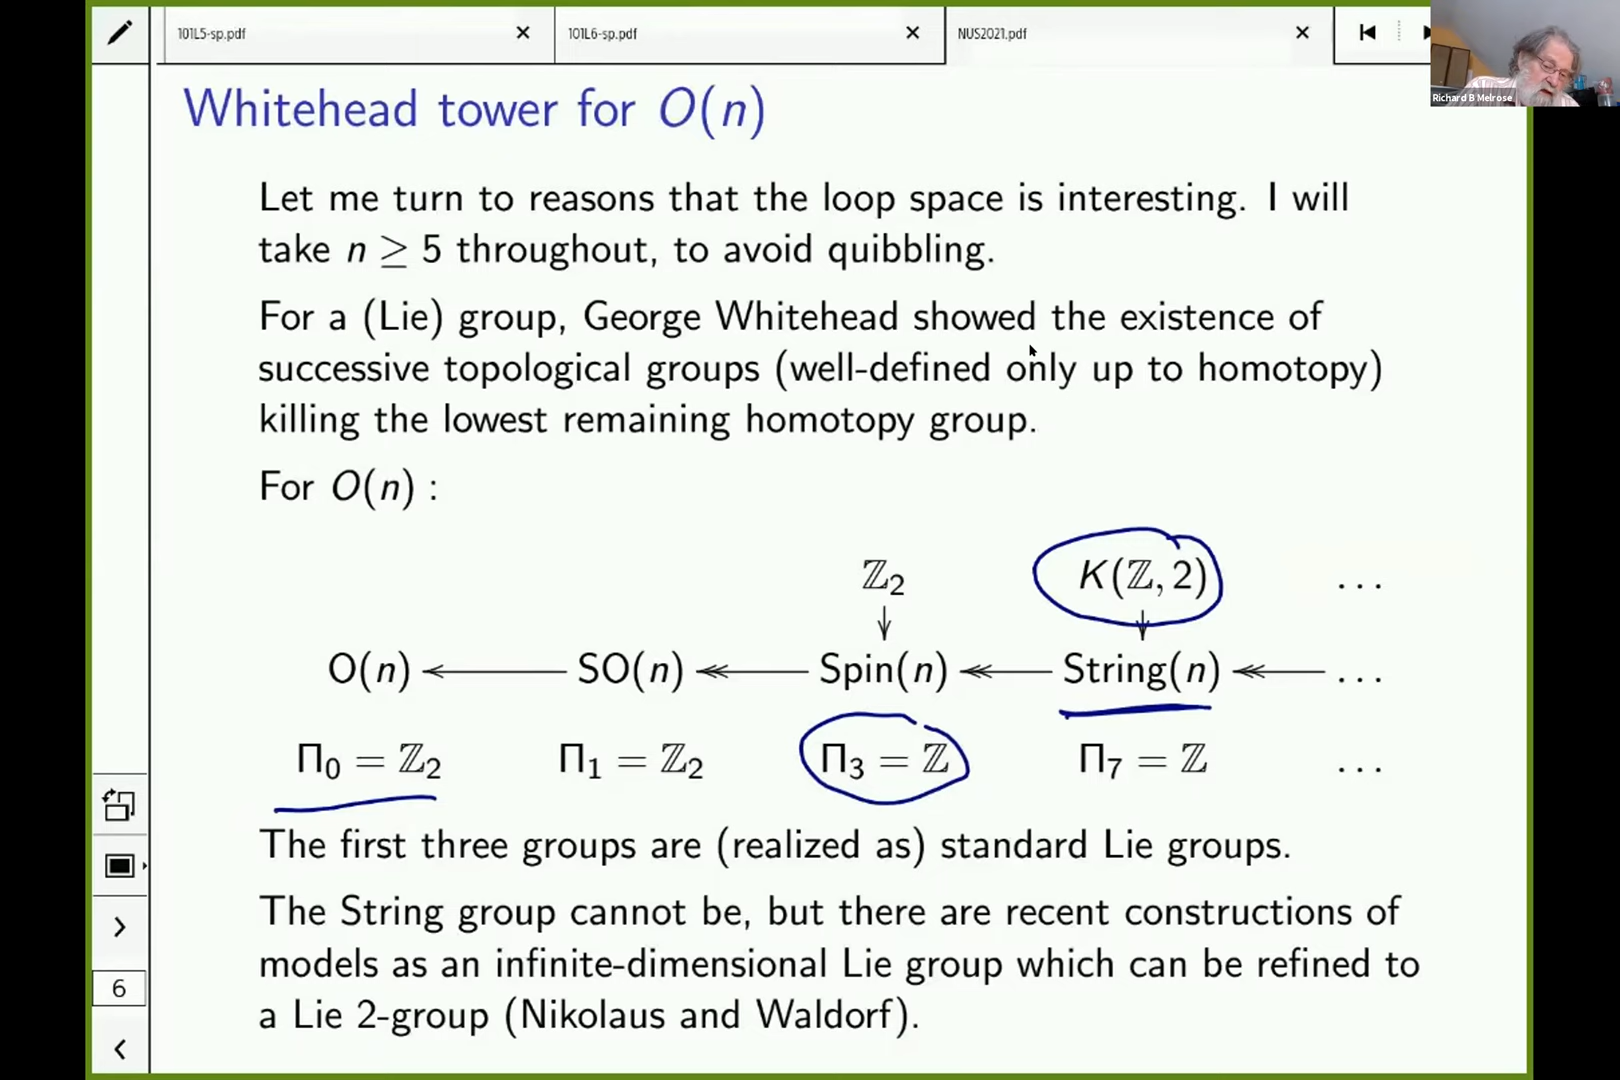 101L5-sp.pdf × 101L6-sp.pdf × NUS2021.pdf ×
Richard B Melrose
Whitehead tower for O(n)
Let me turn to reasons that the loop space is interesting. I will
take n ≥ 5 throughout, to avoid quibbling.
For a (Lie) group, George Whitehead showed the existence of
successive topological groups (well-defined only up to homotopy)
killing the lowest remaining homotopy group.
For O(n) :
ℤ₂ K(ℤ, 2) ...
O(n) SO(n) Spin(n) String(n) ...
Π₀ = ℤ₂ Π₁ = ℤ₂ Π₃ = ℤ Π₇ = ℤ ...
The first three groups are (realized as) standard Lie groups.
The String group cannot be, but there are recent constructions of
models as an infinite-dimensional Lie group which can be refined to
a Lie 2-group (Nikolaus and Waldorf).
6